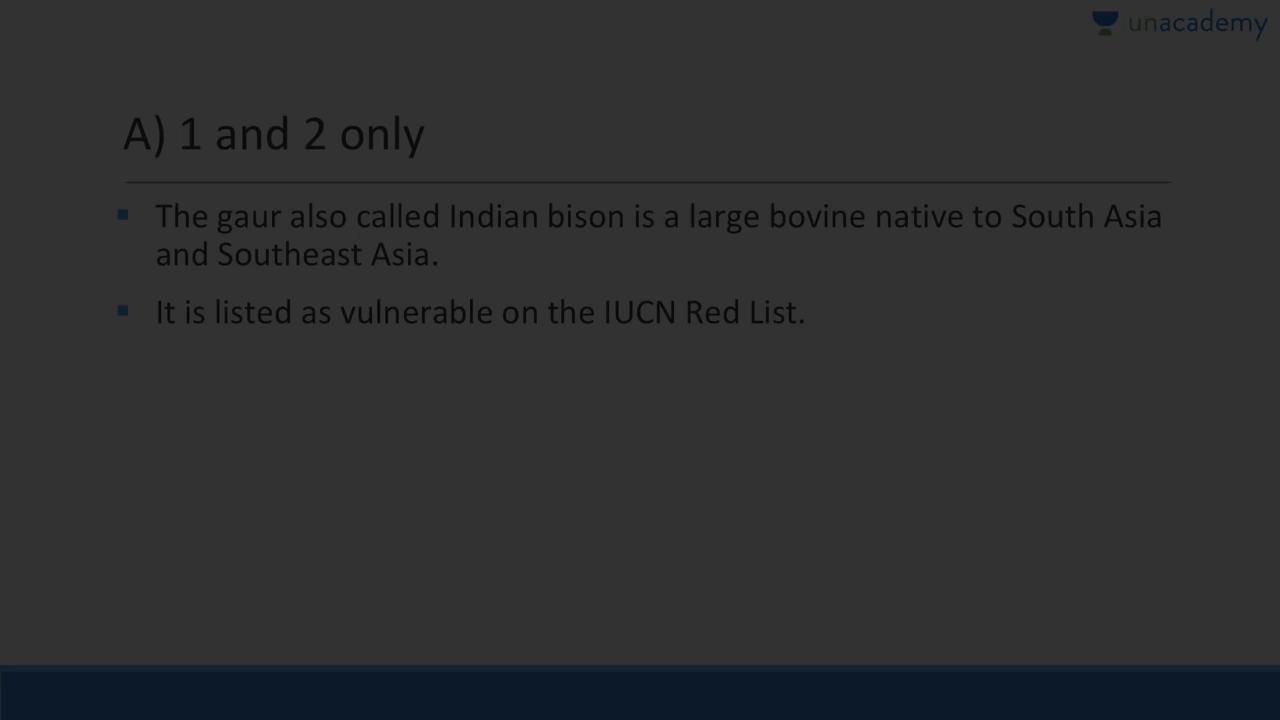 unacademy
A) 1 and 2 only
▪ The gaur also called Indian bison is a large bovine native to South Asia
and Southeast Asia.
▪ It is listed as vulnerable on the IUCN Red List.